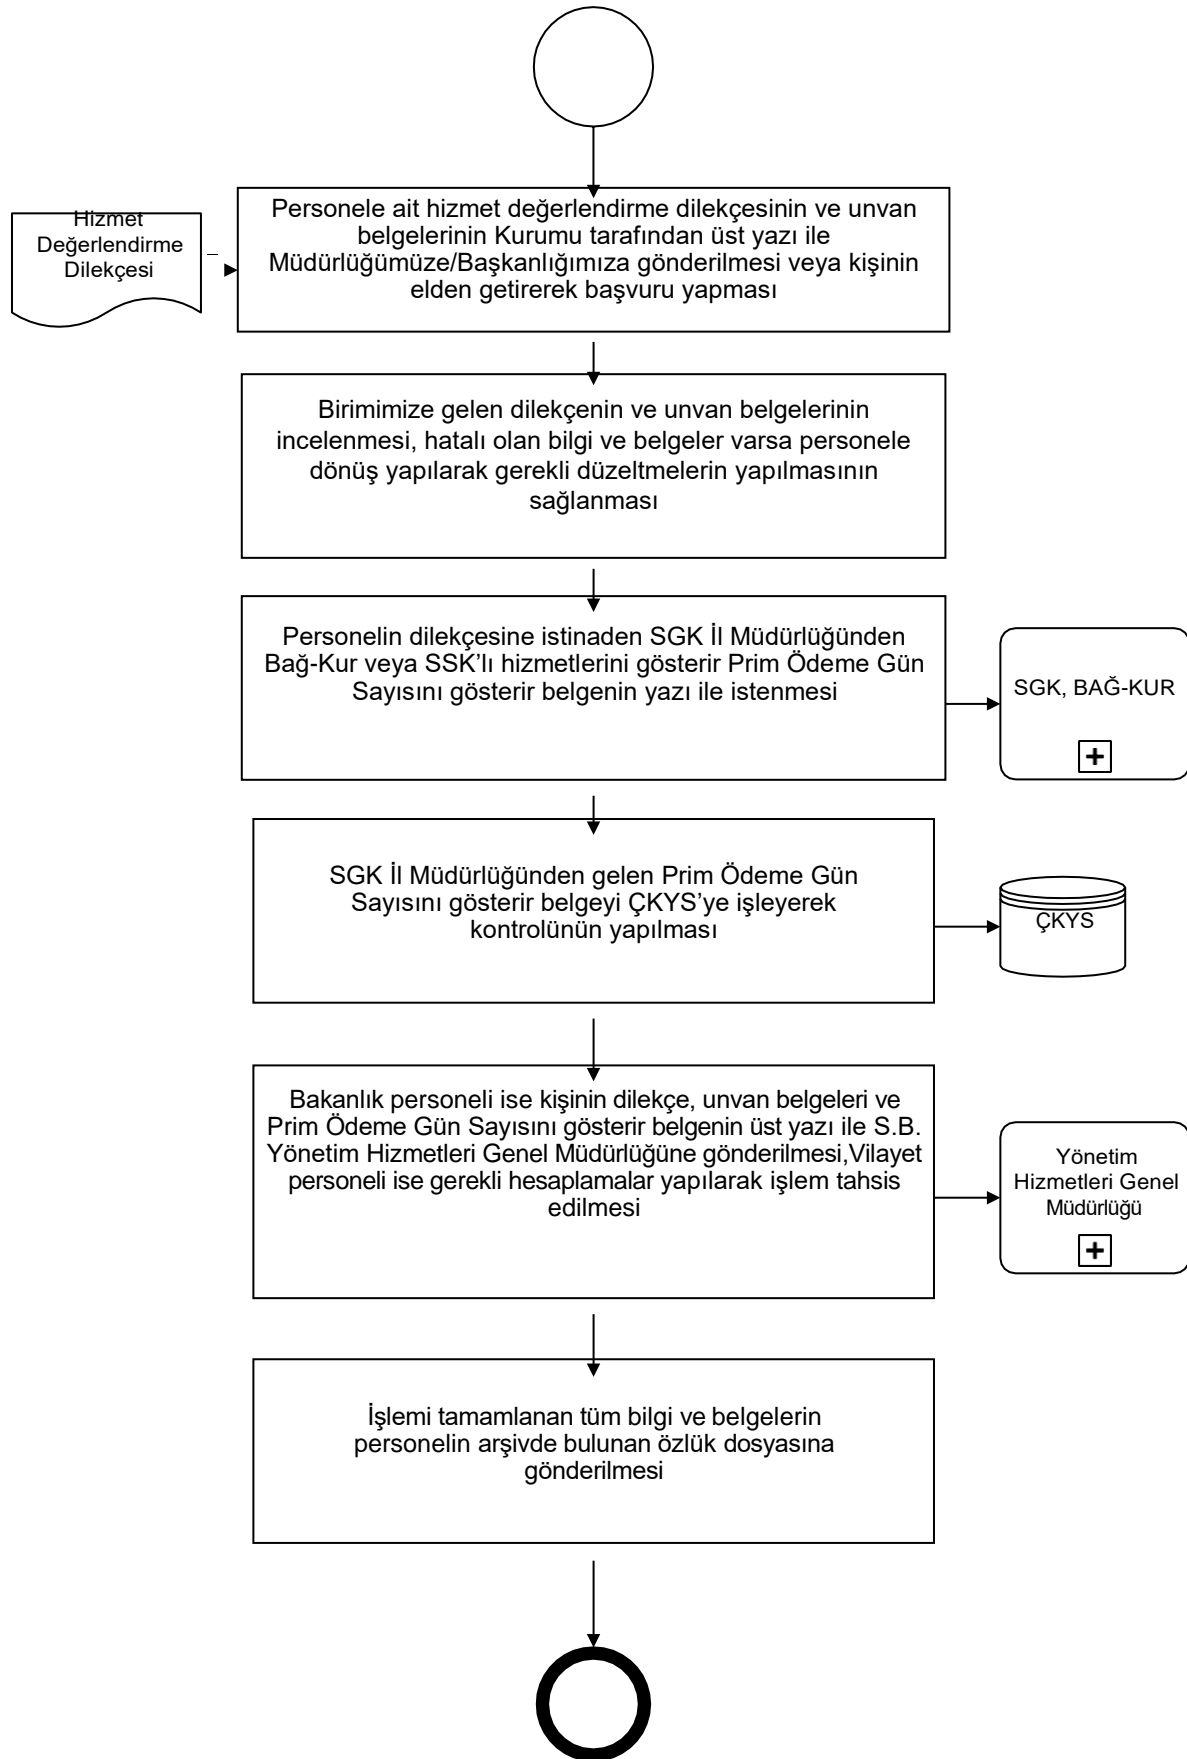 Personele ait hizmet değerlendirme dilekçesinin ve unvan
belgelerinin Kurumu tarafından üst yazı ile
Müdürlüğümüze/Başkanlığımıza gönderilmesi veya kişinin
elden getirerek başvuru yapması
Hizmet
Değerlendirme
Dilekçesi
Birimimize gelen dilekçenin ve unvan belgelerinin
incelenmesi, hatalı olan bilgi ve belgeler varsa personele
dönüş yapılarak gerekli düzeltmelerin yapılmasının
sağlanması
Personelin dilekçesine istinaden SGK İl Müdürlüğünden
Bağ-Kur veya SSK’lı hizmetlerini gösterir Prim Ödeme Gün
Sayısını gösterir belgenin yazı ile istenmesi
SGK, BAĞ-KUR
SGK İl Müdürlüğünden gelen Prim Ödeme Gün
Sayısını gösterir belgeyi ÇKYS’ye işleyerek
kontrolünün yapılması
ÇKYS
Bakanlık personeli ise kişinin dilekçe, unvan belgeleri ve
Prim Ödeme Gün Sayısını gösterir belgenin üst yazı ile S.B.
Yönetim Hizmetleri Genel Müdürlüğüne gönderilmesi,Vilayet
personeli ise gerekli hesaplamalar yapılarak işlem tahsis
edilmesi
Yönetim
Hizmetleri Genel
Müdürlüğü
İşlemi tamamlanan tüm bilgi ve belgelerin
personelin arşivde bulunan özlük dosyasına
gönderilmesi